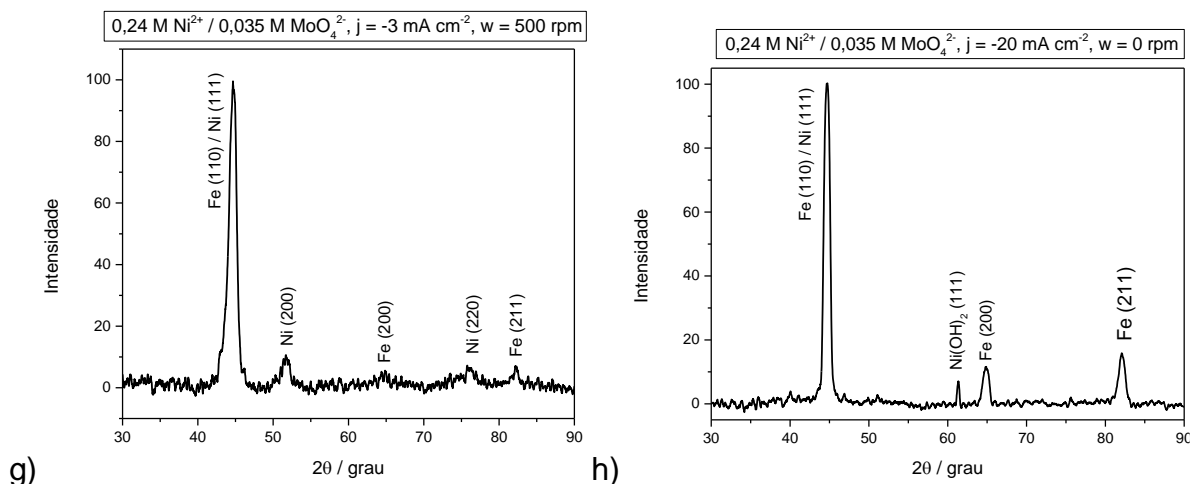 0,24 M Ni²⁺ / 0,035 M MoO₄²⁻, j = -3 mA cm⁻², w = 500 rpm
Intensidade
100
80
60
40
20
0
Fe (110) / Ni (111)
Ni (200)
Fe (200)
Ni (220)
Fe (211)
30 40 50 60 70 80 90
2θ / grau
g)
0,24 M Ni²⁺ / 0,035 M MoO₄²⁻, j = -20 mA cm⁻², w = 0 rpm
Intensidade
100
80
60
40
20
0
Fe (110) / Ni (111)
Ni(OH)₂ (111)
Fe (200)
Fe (211)
30 40 50 60 70 80 90
2θ / grau
h)